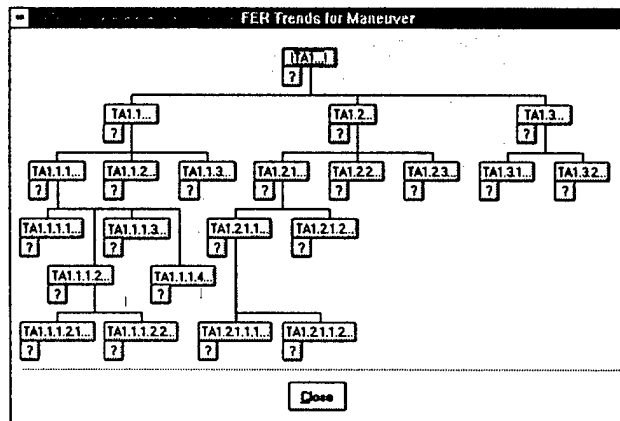 FER Trends for Maneuver
TA1...
?
TA1.1... TA1.2... TA1.3...
? ? ?
TA1.1.1... TA1.1.2... TA1.1.3... TA1.2.1... TA1.2.2... TA1.2.3... TA1.3.1... TA1.3.2...
? ? ? ? ? ? ? ?
TA1.1.1.1... TA1.1.1.3... TA1.2.1.1... TA1.2.1.2...
? ? ? ?
TA1.1.1.2... TA1.1.1.4...
? ?
TA1.1.1.2.1... TA1.1.1.2.2... TA1.2.1.1.1... TA1.2.1.1.2...
? ? ? ?
Close